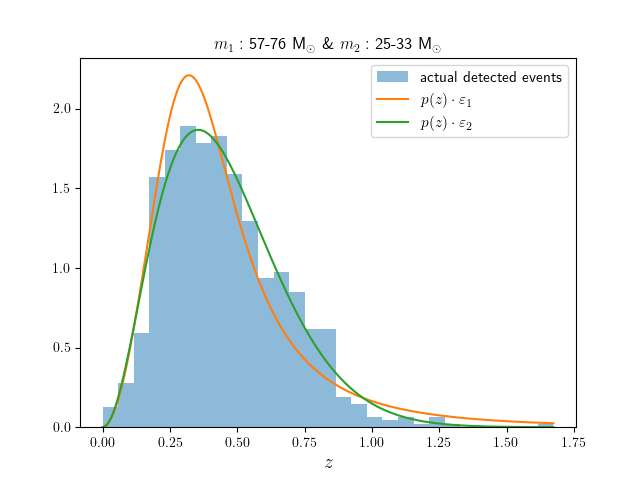 m₁ : 57-76 M☉ & m₂ : 25-33 M☉
actual detected events
p(z) · ε₁
p(z) · ε₂
2.0
1.5
1.0
0.5
0.0
0.00 0.25 0.50 0.75 1.00 1.25 1.50 1.75
z